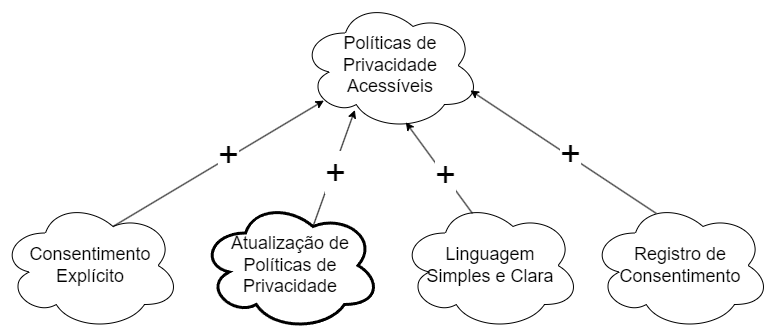 Políticas de
Privacidade
Acessíveis
+
+
+
+
Consentimento
Explícito
Atualização de
Políticas de
Privacidade
Linguagem
Simples e Clara
Registro de
Consentimento